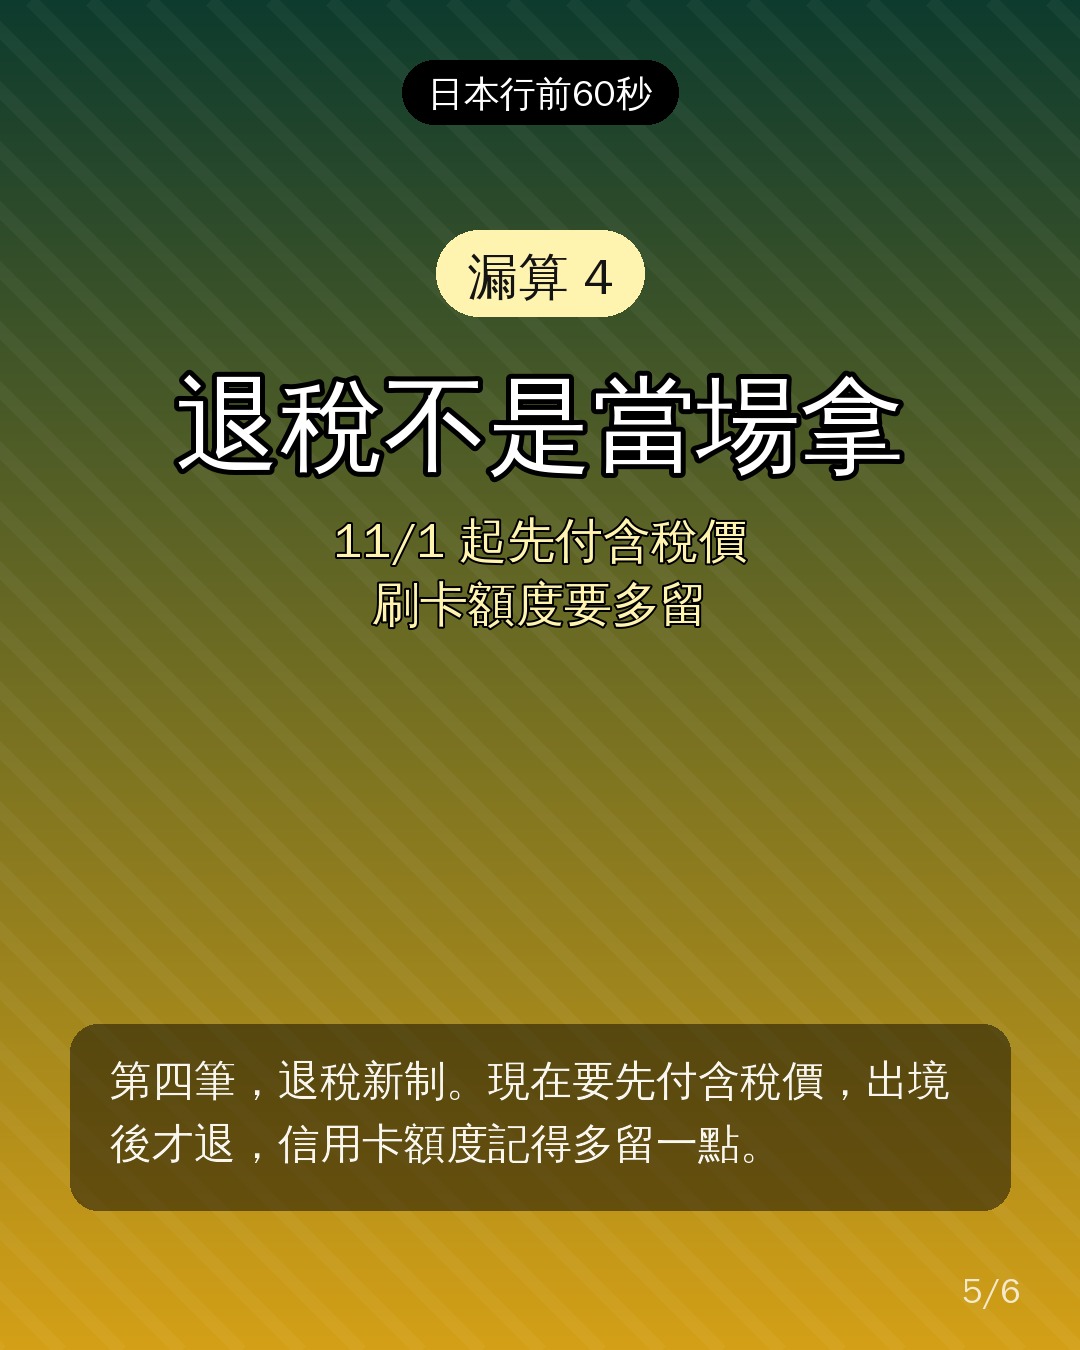 日本行前60秒
漏算 4
退稅不是當場拿
11/1 起先付含稅價
刷卡額度要多留
第四筆，退稅新制。現在要先付含稅價，出境
後才退，信用卡額度記得多留一點。
5/6